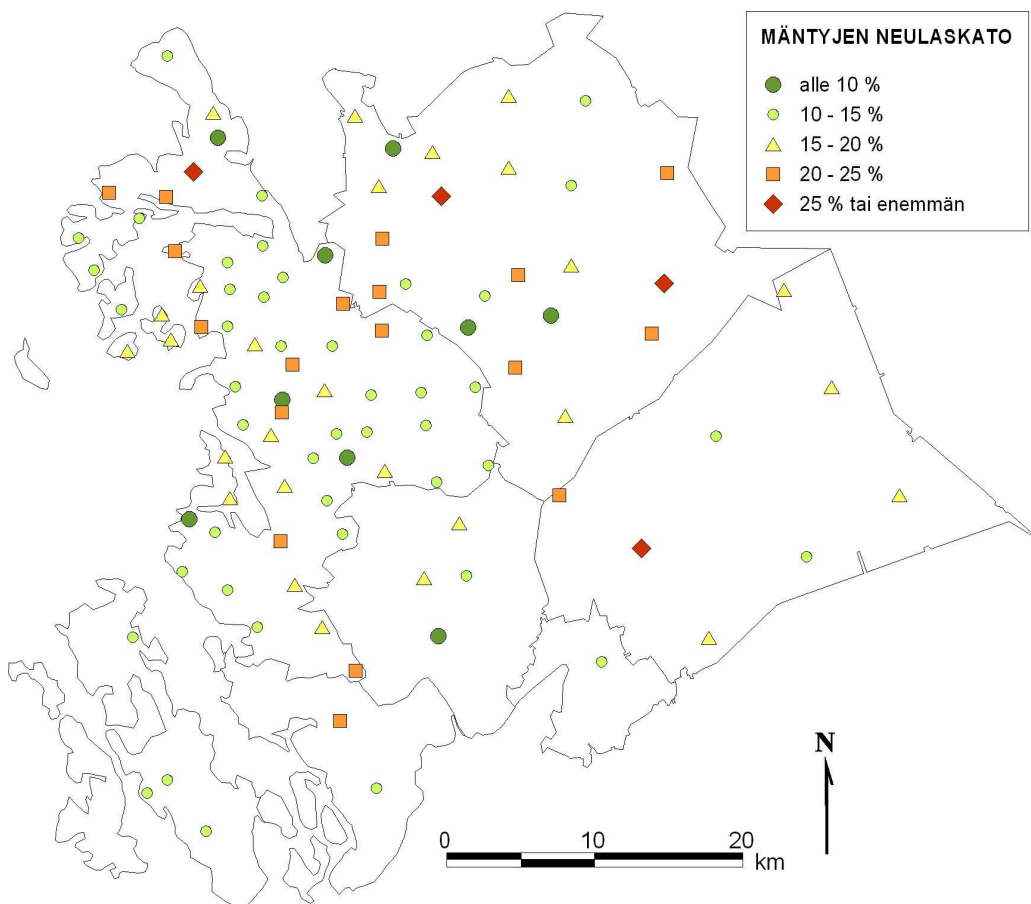 MÄNTYJEN NEULASKATO
alle 10 %
10 - 15 %
15 - 20 %
20 - 25 %
25 % tai enemmän
N
0 10 20
km